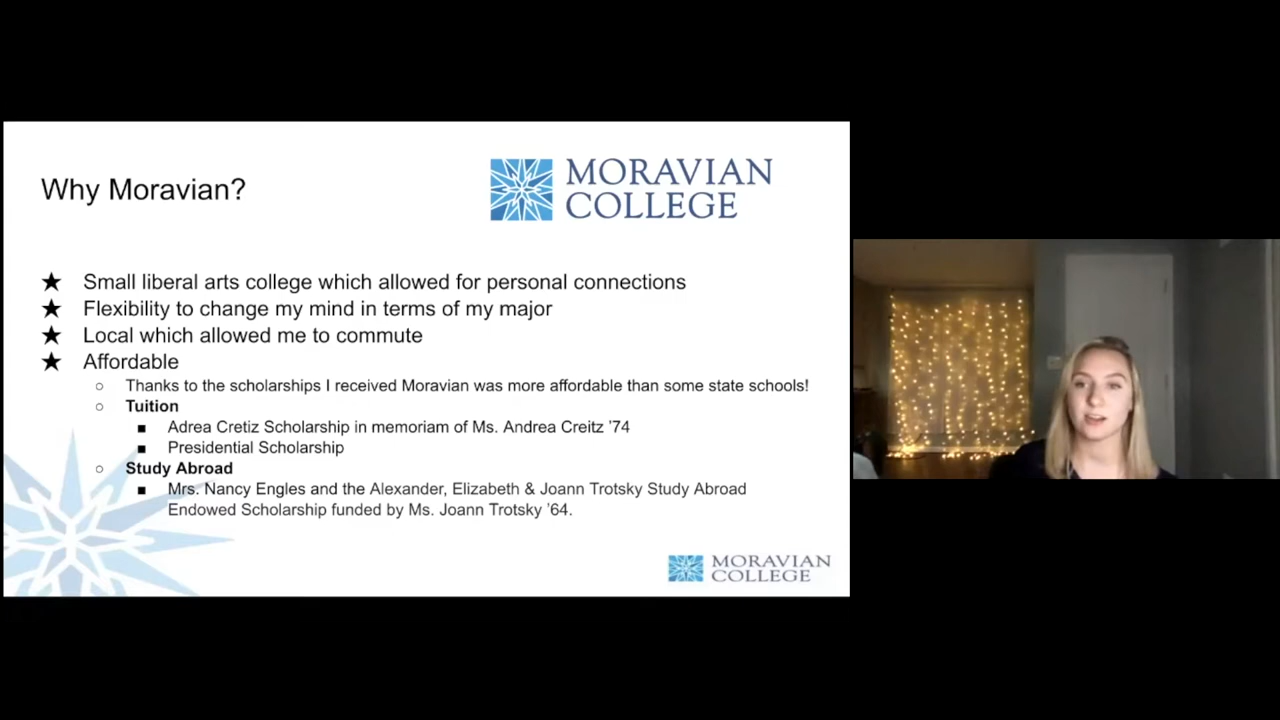 Why Moravian?
MORAVIAN
COLLEGE
★ Small liberal arts college which allowed for personal connections
★ Flexibility to change my mind in terms of my major
★ Local which allowed me to commute
★ Affordable
○ Thanks to the scholarships I received Moravian was more affordable than some state schools!
○ Tuition
■ Adrea Cretiz Scholarship in memoriam of Ms. Andrea Creitz ’74
■ Presidential Scholarship
○ Study Abroad
■ Mrs. Nancy Engles and the Alexander, Elizabeth & Joann Trotsky Study Abroad
Endowed Scholarship funded by Ms. Joann Trotsky ’64.
MORAVIAN
COLLEGE